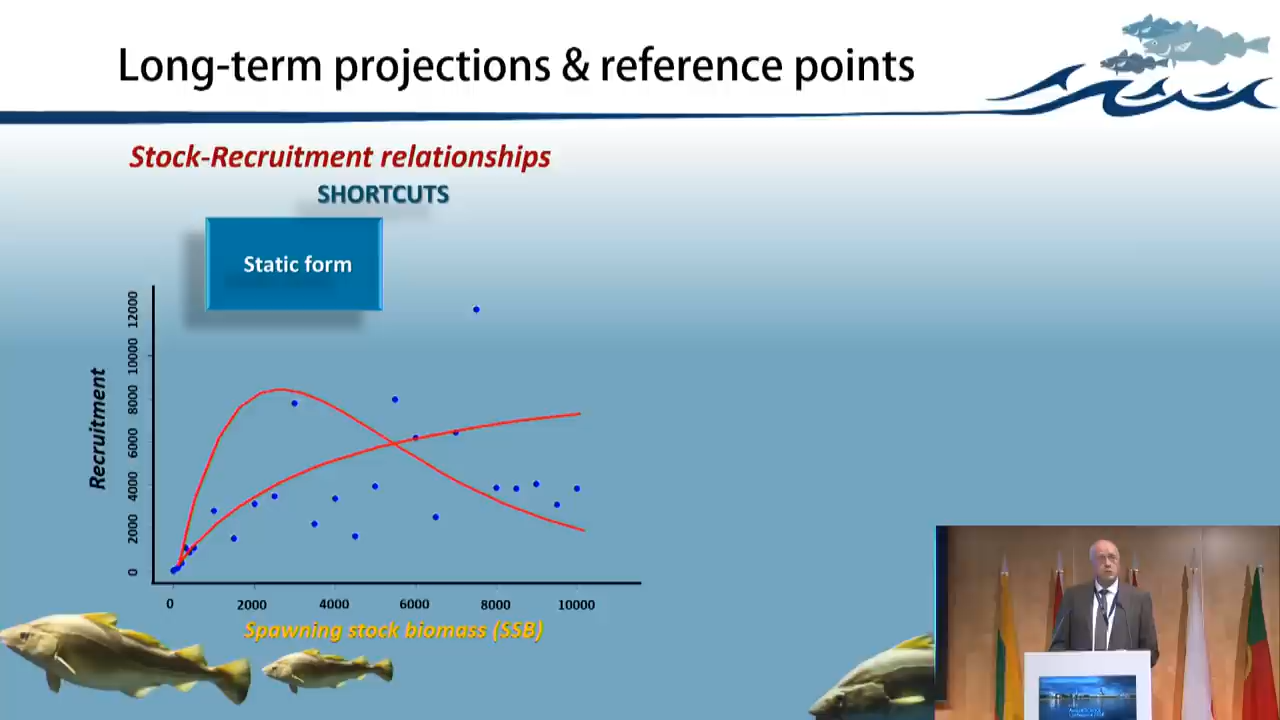 Long-term projections & reference points
Stock-Recruitment relationships
SHORTCUTS
Static form
Recruitment
12000
10000
8000
6000
4000
2000
0
0 2000 4000 6000 8000 10000
Spawning stock biomass (SSB)